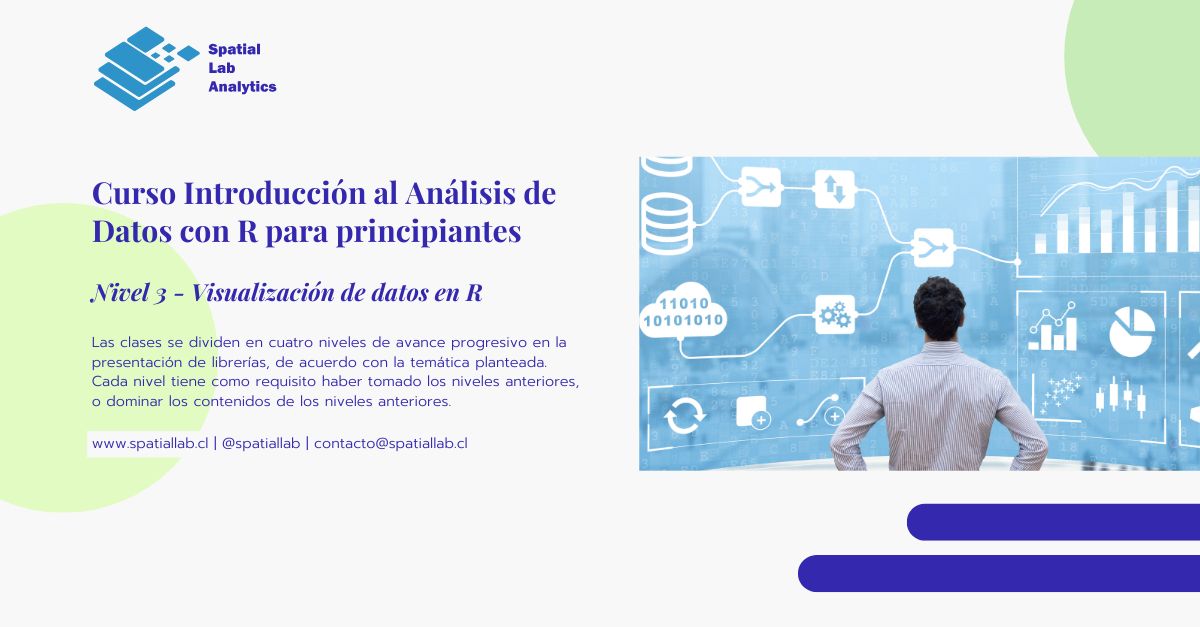 Spatial
Lab
Analytics
Curso Introducción al Análisis de
Datos con R para principiantes
Nivel 3 - Visualización de datos en R
Las clases se dividen en cuatro niveles de avance progresivo en la
presentación de librerías, de acuerdo con la temática planteada.
Cada nivel tiene como requisito haber tomado los niveles anteriores,
o dominar los contenidos de los niveles anteriores.
www.spatiallab.cl | @spatiallab | contacto@spatiallab.cl
11010
10101010